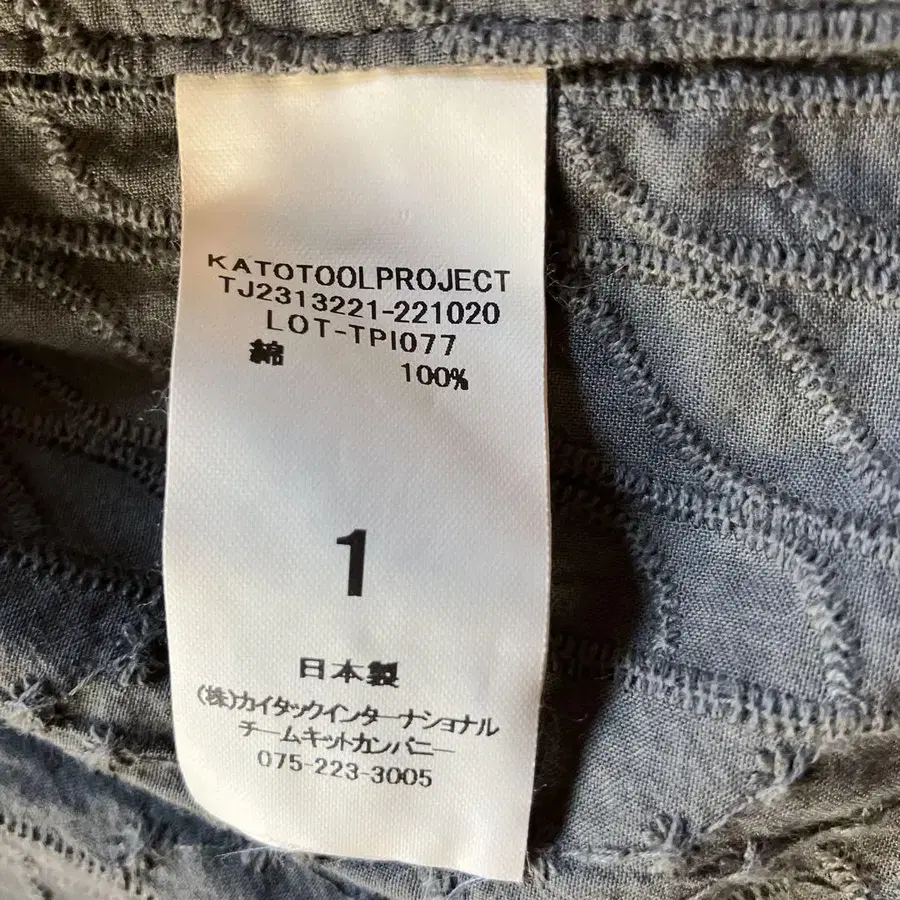 KATOTOOLPROJECT
TJ2313221-221020
LOT-TPI077
綿 100%
1
日本製
(株)カイタックインターナショナル
チームキットカンパニー
075-223-3005